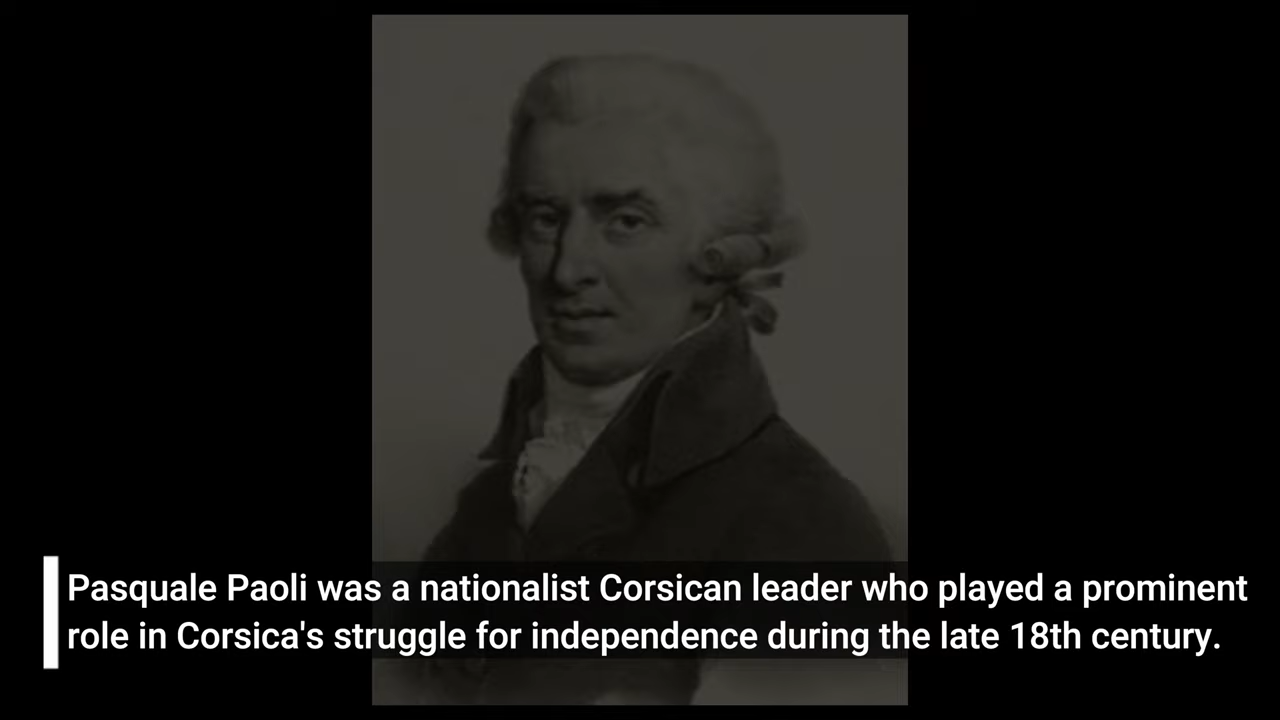 Pasquale Paoli was a nationalist Corsican leader who played a prominent
role in Corsica's struggle for independence during the late 18th century.